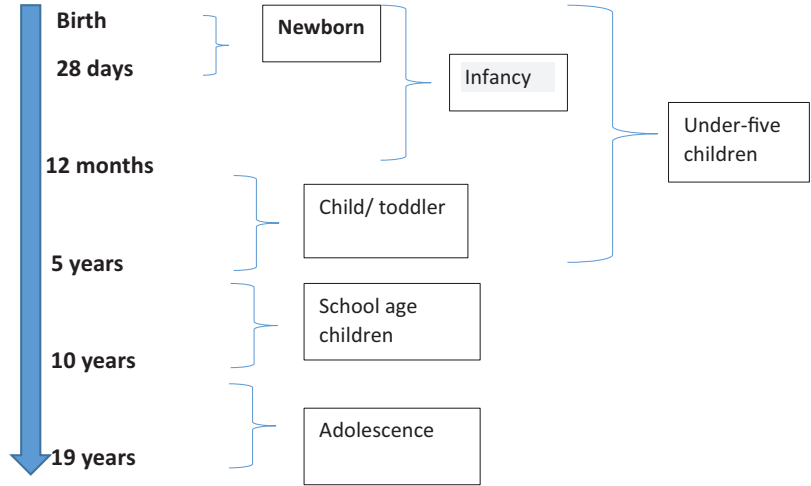 Birth
Newborn
28 days
Infancy
Under-five
children
12 months
Child/ toddler
5 years
School age
children
10 years
Adolescence
19 years